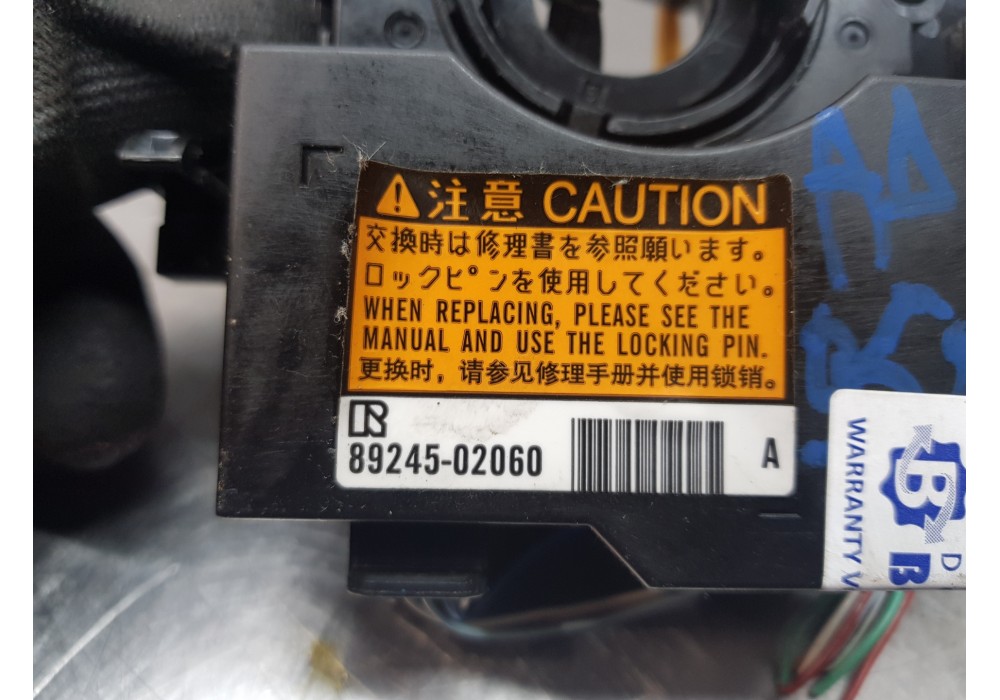 注意 CAUTION
交換時は修理書を参照願います。
ロックピンを使用してください。
WHEN REPLACING, PLEASE SEE THE
MANUAL AND USE THE LOCKING PIN.
更换时，请参见修理手册并使用锁销。
R
89245-02060
A
AD
WARRANTY V
B
D
B